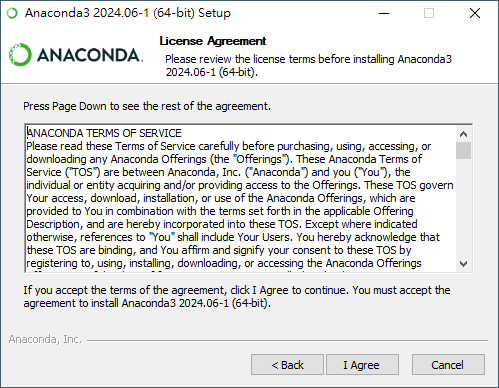 Anaconda3 2024.06-1 (64-bit) Setup
ANACONDA.
License Agreement
Please review the license terms before installing Anaconda3
2024.06-1 (64-bit).
Press Page Down to see the rest of the agreement.
ANACONDA TERMS OF SERVICE
Please read these Terms of Service carefully before purchasing, using, accessing, or
downloading any Anaconda Offerings (the "Offerings"). These Anaconda Terms of
Service ("TOS") are between Anaconda, Inc. ("Anaconda") and you ("You"), the
individual or entity acquiring and/or providing access to the Offerings. These TOS govern
Your access, download, installation, or use of the Anaconda Offerings, which are
provided to You in combination with the terms set forth in the applicable Offering
Description, and are hereby incorporated into these TOS. Except where indicated
otherwise, references to "You" shall include Your Users. You hereby acknowledge that
these TOS are binding, and You affirm and signify your consent to these TOS by
registering to, using, installing, downloading, or accessing the Anaconda Offerings
If you accept the terms of the agreement, click I Agree to continue. You must accept the
agreement to install Anaconda3 2024.06-1 (64-bit).
Anaconda, Inc.
< Back
I Agree
Cancel